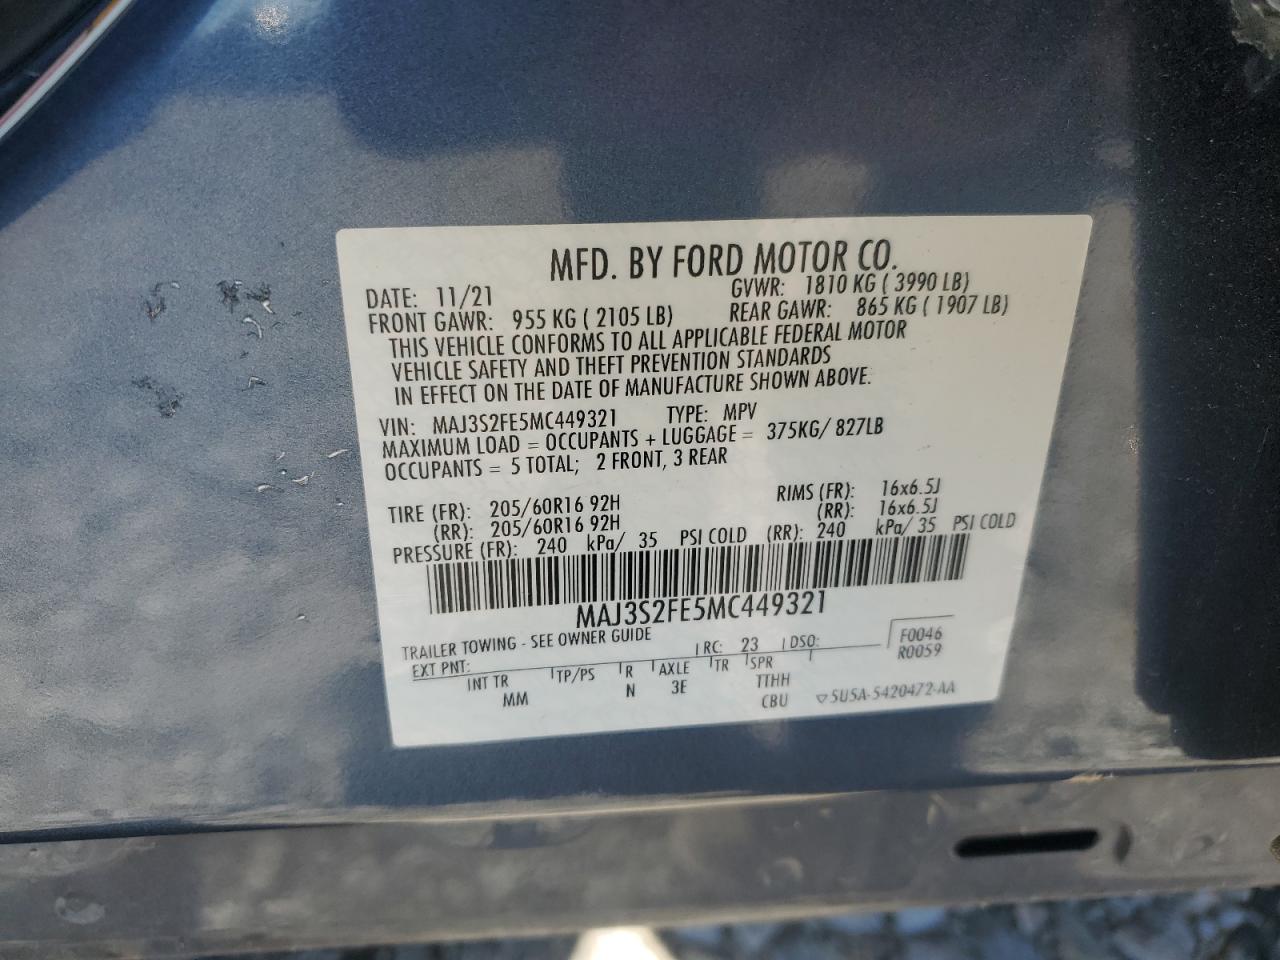 MFD. BY FORD MOTOR CO.
DATE: 11/21 GVWR: 1810 KG ( 3990 LB)
FRONT GAWR: 955 KG ( 2105 LB) REAR GAWR: 865 KG ( 1907 LB)
THIS VEHICLE CONFORMS TO ALL APPLICABLE FEDERAL MOTOR
VEHICLE SAFETY AND THEFT PREVENTION STANDARDS
IN EFFECT ON THE DATE OF MANUFACTURE SHOWN ABOVE.
VIN: MAJ3S2FE5MC449321 TYPE: MPV
MAXIMUM LOAD = OCCUPANTS + LUGGAGE = 375KG/ 827LB
OCCUPANTS = 5 TOTAL; 2 FRONT, 3 REAR
TIRE (FR): 205/60R16 92H RIMS (FR): 16x6.5J
(RR): 205/60R16 92H (RR): 16x6.5J
PRESSURE (FR): 240 kPa/ 35 PSI COLD (RR): 240 kPa/ 35 PSI COLD
MAJ3S2FE5MC449321
TRAILER TOWING - SEE OWNER GUIDE
EXT PNT: RC: 23 DSO: F0046
R0059
INT TR TP/PS R AXLE TR SPR
MM N 3E TTHH
CBU ▽5USA-5420472-AA